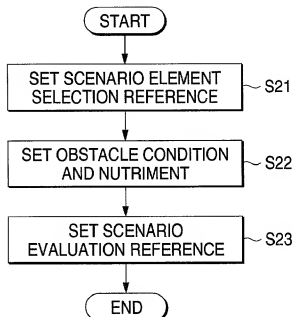 START
SET SCENARIO ELEMENT
SELECTION REFERENCE
S21
SET OBSTACLE CONDITION
AND NUTRIMENT
S22
SET SCENARIO
EVALUATION REFERENCE
S23
END